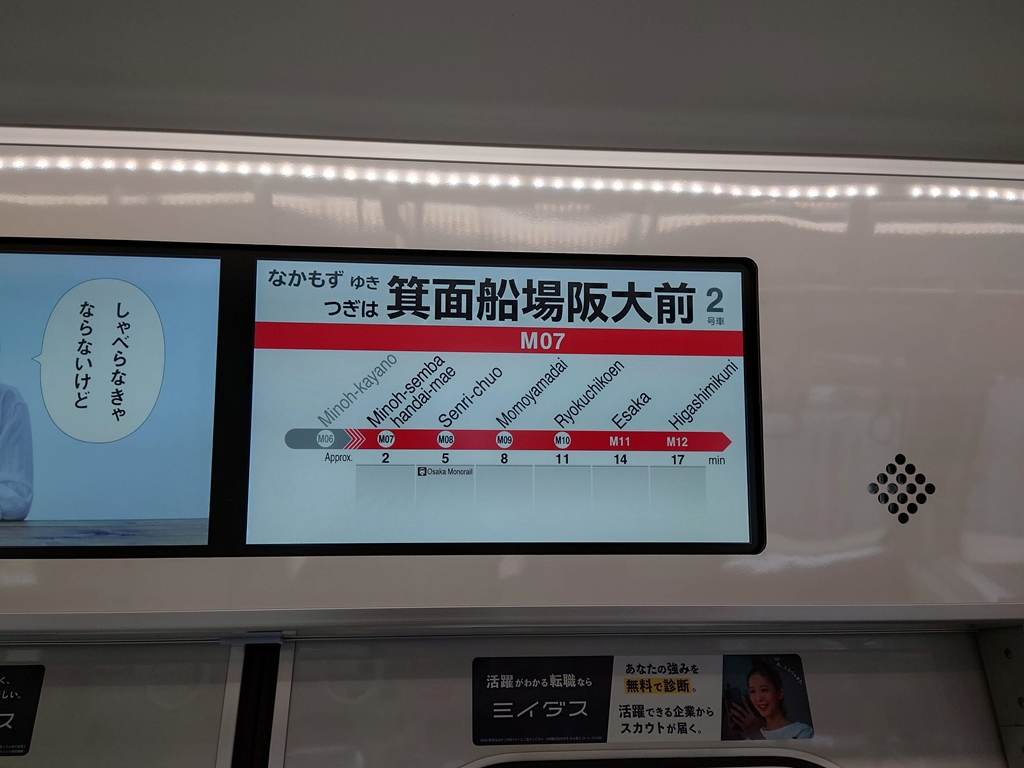 しゃべらなきゃ
ならないけど
なかもず ゆき
つぎは 箕面船場阪大前 2
号車
M07
Minoh-kayano
Minoh-semba
handai-mae
Senri-chuo
Momoyamadai
Ryokuchikoen
Esaka
Higashimikuni
M06 M07 M08 M09 M10 M11 M12
Approx. 2 5 8 11 14 17 min
Osaka Monorail
活躍がわかる転職なら
ミイダス
あなたの強みを
無料で診断。
活躍できる企業から
スカウトが届く。
ス